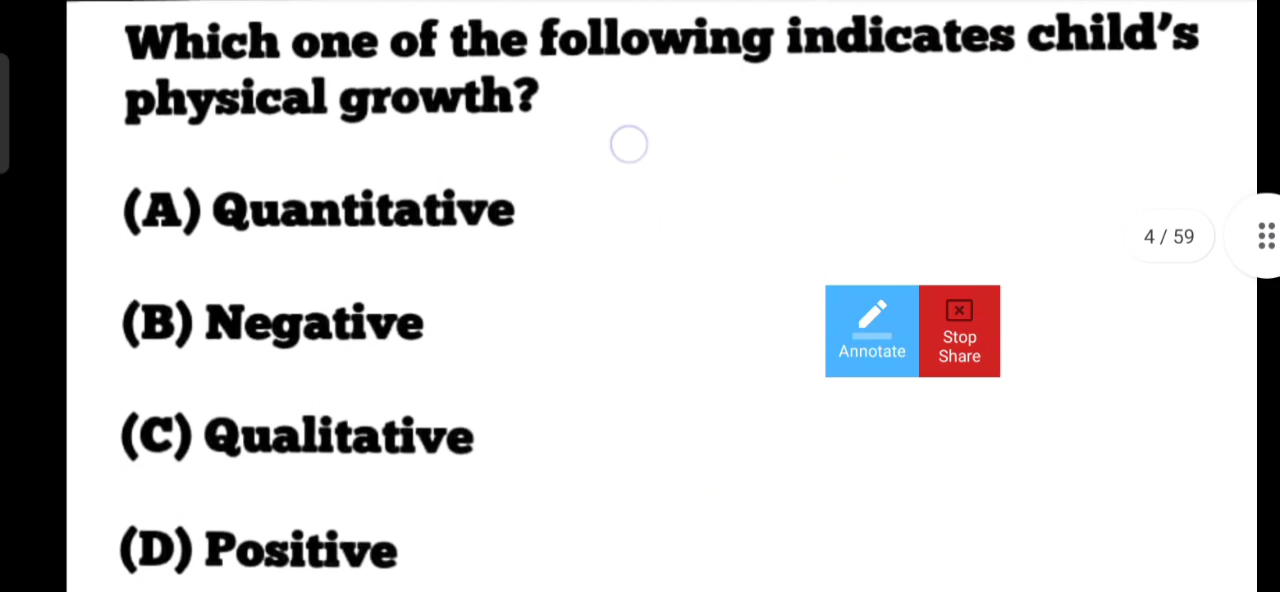 Which one of the following indicates child's
physical growth?
(A) Quantitative
4 / 59
(B) Negative
Annotate
Stop
Share
(C) Qualitative
(D) Positive